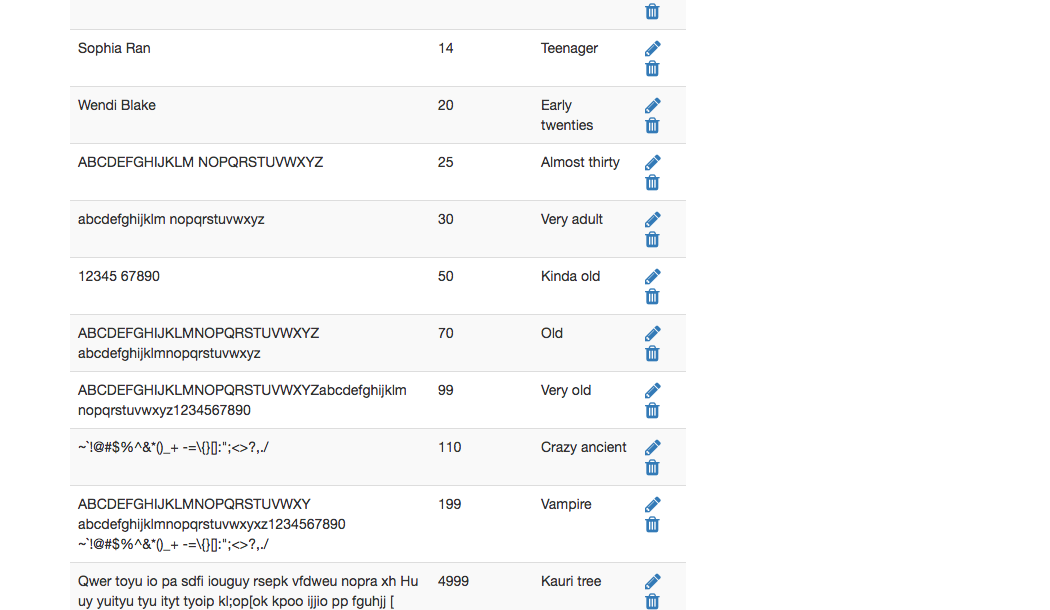 Sophia Ran 14 Teenager
Wendi Blake 20 Early
twenties
ABCDEFGHIJKLM NOPQRSTUVWXYZ 25 Almost thirty
abcdefghijklm nopqrstuvwxyz 30 Very adult
12345 67890 50 Kinda old
ABCDEFGHIJKLMNOPQRSTUVWXYZ 70 Old
abcdefghijklmnopqrstuvwxyz
ABCDEFGHIJKLMNOPQRSTUVWXYZabcdefghijklm 99 Very old
nopqrstuvwxyz1234567890
~`!@#$%^&*()_+ -=\{}[]:";<>?,./ 110 Crazy ancient
ABCDEFGHIJKLMNOPQRSTUVWXY 199 Vampire
abcdefghijklmnopqrstuvwxyxz1234567890
~`!@#$%^&*()_+ -=\{}[]:";<>?,./
Qwer toyu io pa sdfi iouguy rsepk vfdweu nopra xh Hu 4999 Kauri tree
uy yuityu tyu ityt tyoip kl;op[ok kpoo ijjio pp fguhjj [